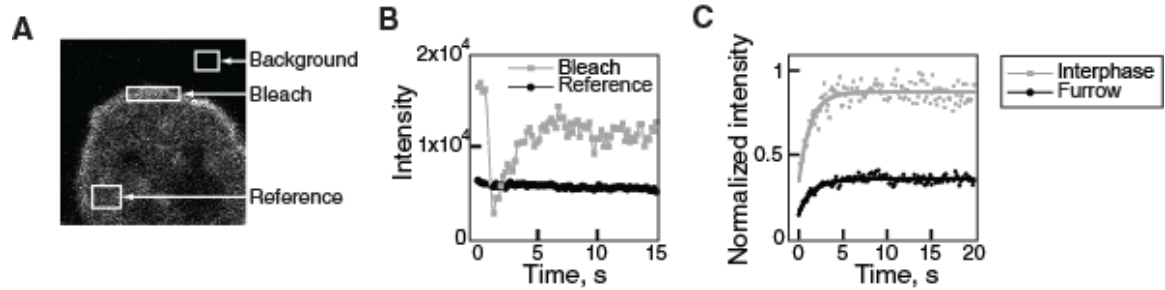 A
Background
Bleach
Reference
B
Intensity
2x10⁴
1x10⁴
0
Bleach
Reference
0
5
10
15
Time, s
C
Normalized intensity
1
0.5
0
0
5
10
15
20
Time, s
Interphase
Furrow